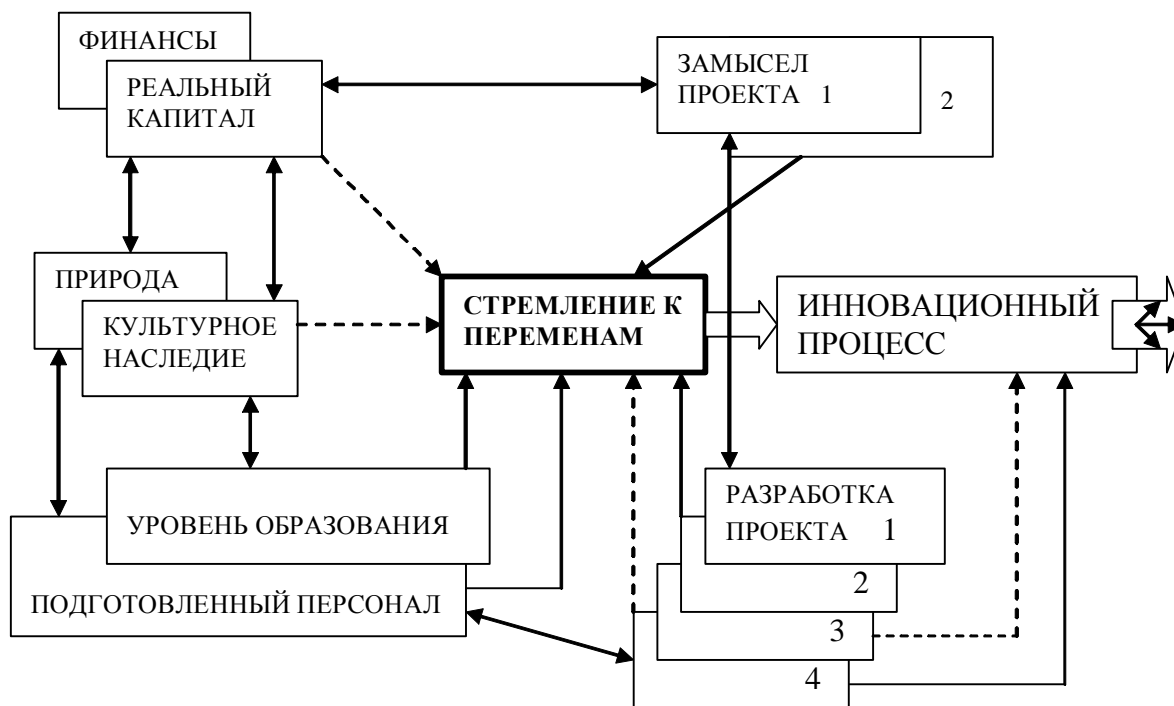 ФИНАНСЫ
РЕАЛЬНЫЙ
КАПИТАЛ
ЗАМЫСЕЛ
ПРОЕКТА 1
2
ПРИРОДА
КУЛЬТУРНОЕ
НАСЛЕДИЕ
СТРЕМЛЕНИЕ К
ПЕРЕМЕНАМ
ИННОВАЦИОННЫЙ
ПРОЦЕСС
УРОВЕНЬ ОБРАЗОВАНИЯ
ПОДГОТОВЛЕННЫЙ ПЕРСОНАЛ
РАЗРАБОТКА
ПРОЕКТА 1
2
3
4